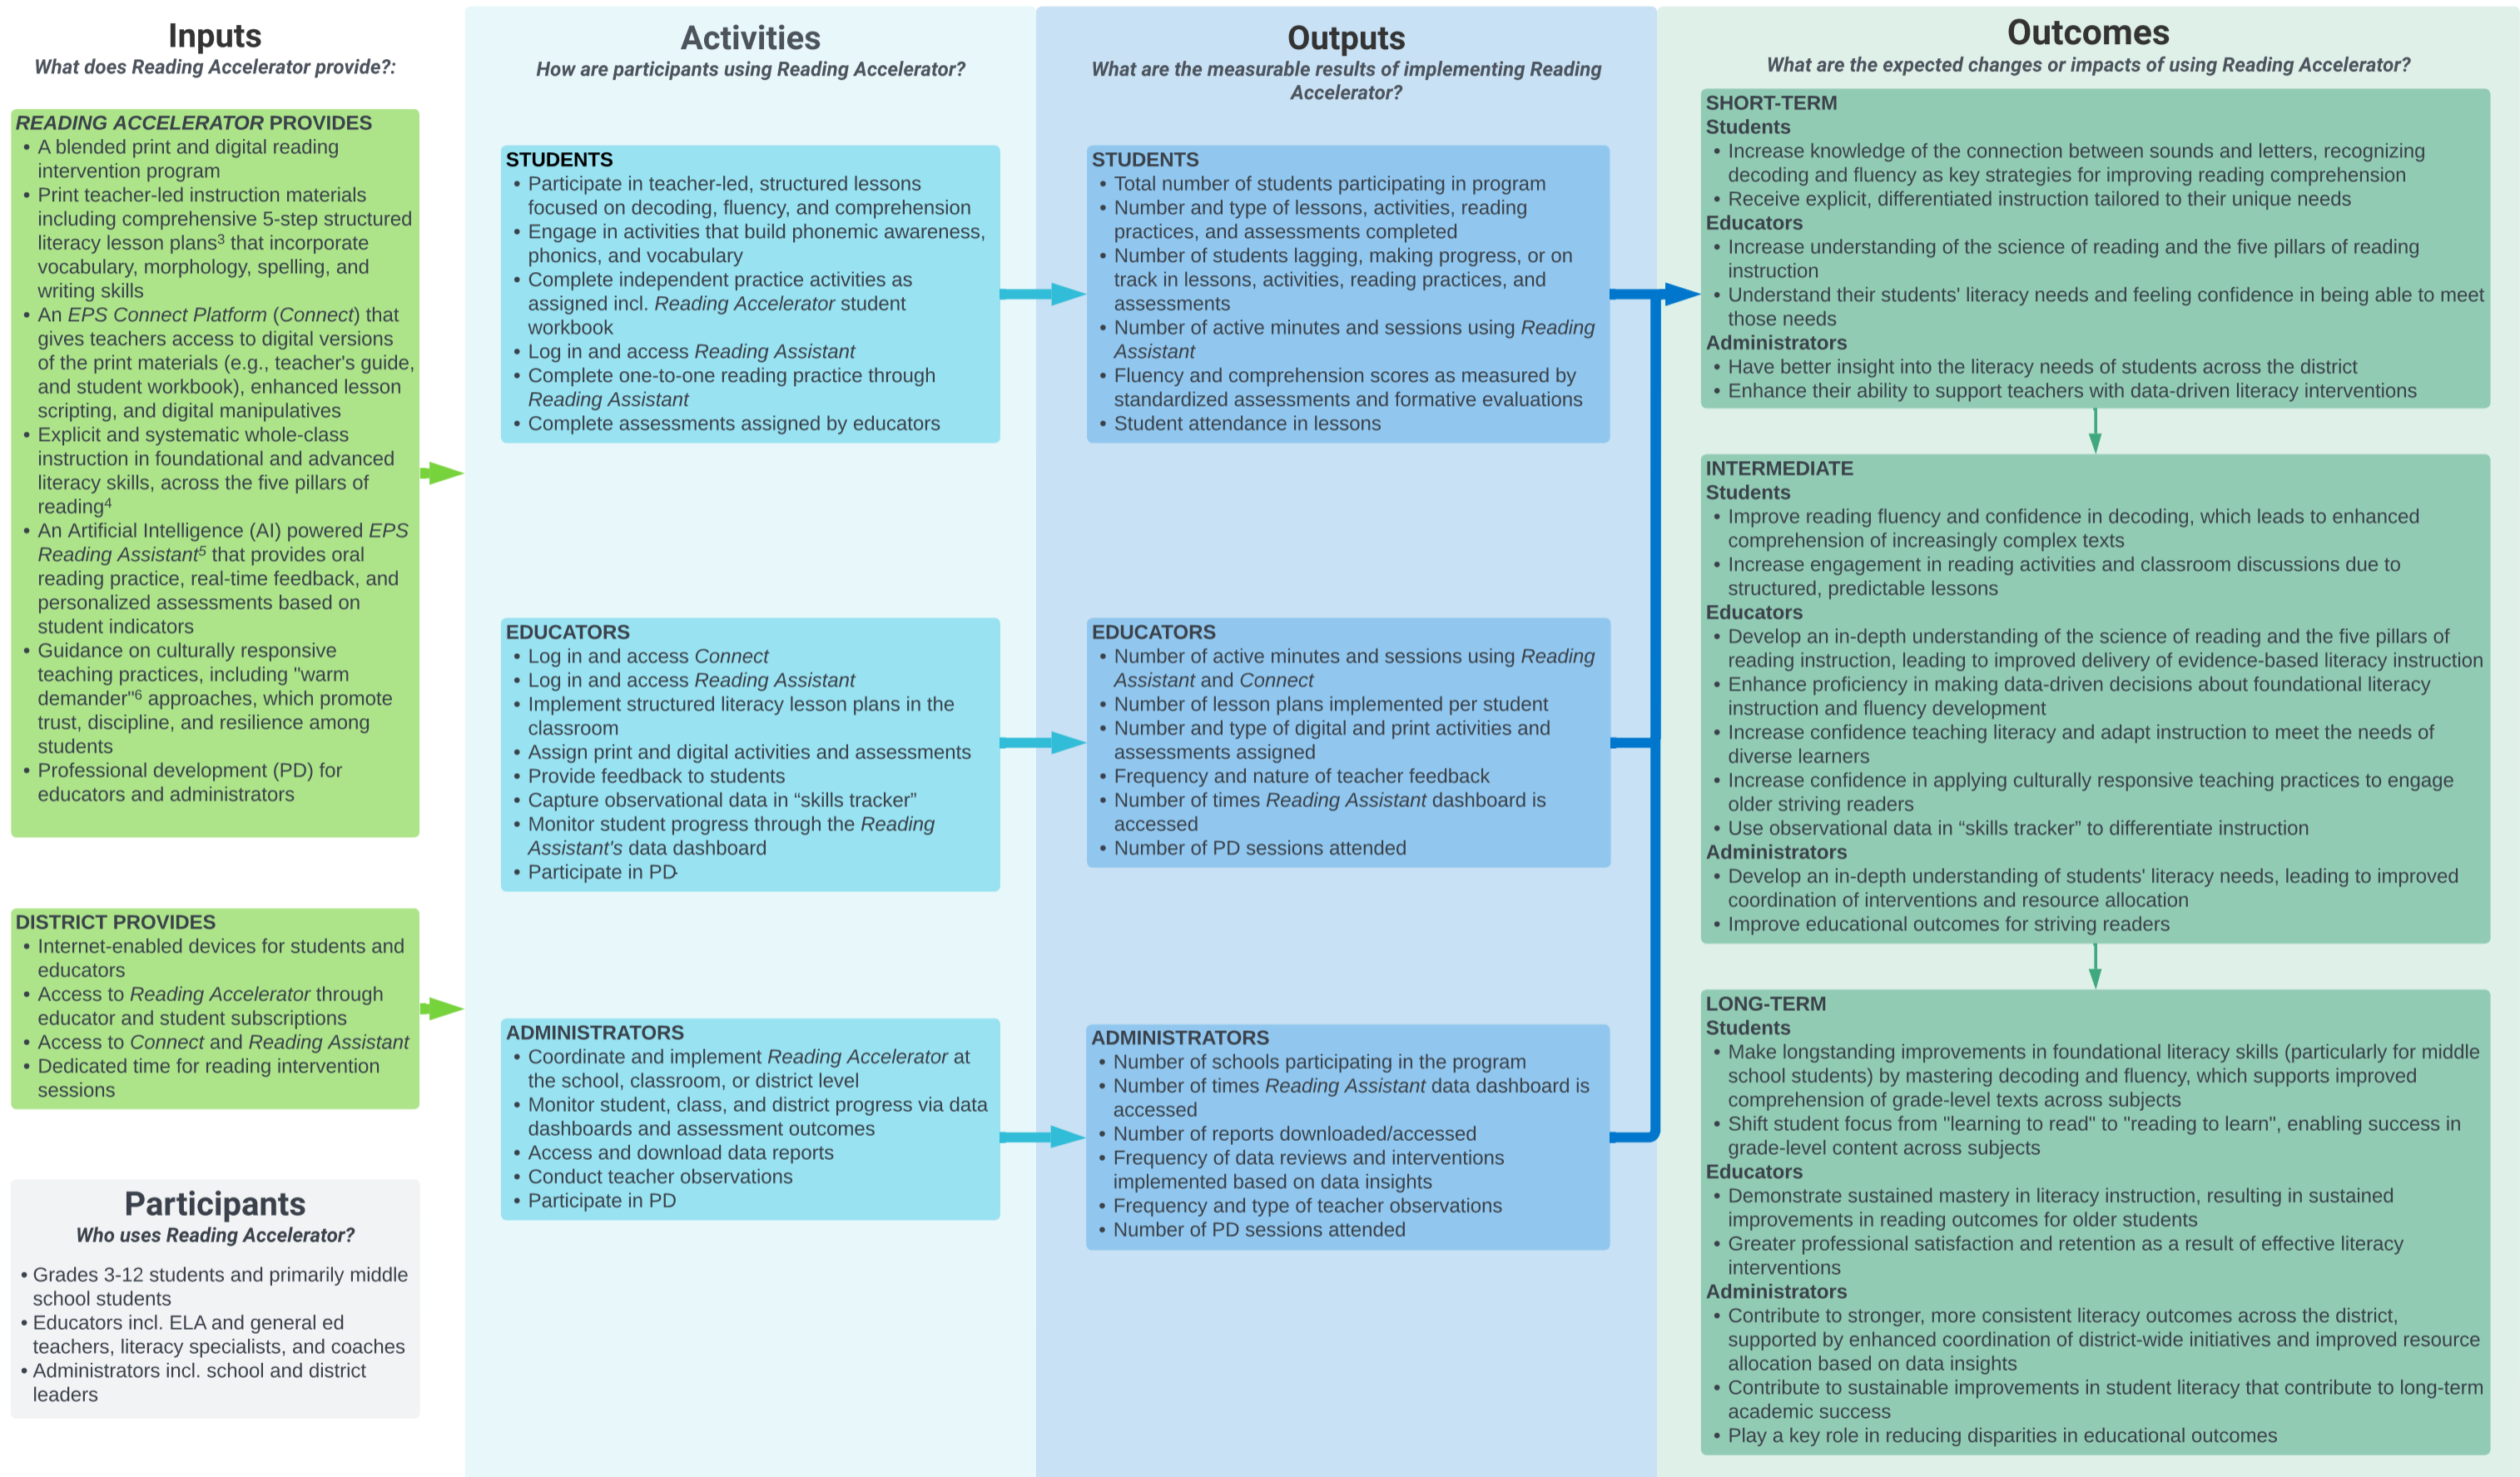 Inputs
What does Reading Accelerator provide?:
READING ACCELERATOR PROVIDES
• A blended print and digital reading
intervention program
• Print teacher-led instruction materials
including comprehensive 5-step structured
literacy lesson plans³ that incorporate
vocabulary, morphology, spelling, and
writing skills
• An EPS Connect Platform (Connect) that
gives teachers access to digital versions
of the print materials (e.g., teacher's guide,
and student workbook), enhanced lesson
scripting, and digital manipulatives
• Explicit and systematic whole-class
instruction in foundational and advanced
literacy skills, across the five pillars of
reading⁴
• An Artificial Intelligence (AI) powered EPS
Reading Assistant⁵ that provides oral
reading practice, real-time feedback, and
personalized assessments based on
student indicators
• Guidance on culturally responsive
teaching practices, including "warm
demander"⁶ approaches, which promote
trust, discipline, and resilience among
students
• Professional development (PD) for
educators and administrators
DISTRICT PROVIDES
• Internet-enabled devices for students and
educators
• Access to Reading Accelerator through
educator and student subscriptions
• Access to Connect and Reading Assistant
• Dedicated time for reading intervention
sessions
Participants
Who uses Reading Accelerator?
• Grades 3-12 students and primarily middle
school students
• Educators incl. ELA and general ed
teachers, literacy specialists, and coaches
• Administrators incl. school and district
leaders
Activities
How are participants using Reading Accelerator?
STUDENTS
• Participate in teacher-led, structured lessons
focused on decoding, fluency, and comprehension
• Engage in activities that build phonemic awareness,
phonics, and vocabulary
• Complete independent practice activities as
assigned incl. Reading Accelerator student
workbook
• Log in and access Reading Assistant
• Complete one-to-one reading practice through
Reading Assistant
• Complete assessments assigned by educators
EDUCATORS
• Log in and access Connect
• Log in and access Reading Assistant
• Implement structured literacy lesson plans in the
classroom
• Assign print and digital activities and assessments
• Provide feedback to students
• Capture observational data in “skills tracker”
• Monitor student progress through the Reading
Assistant's data dashboard
• Participate in PD
ADMINISTRATORS
• Coordinate and implement Reading Accelerator at
the school, classroom, or district level
• Monitor student, class, and district progress via data
dashboards and assessment outcomes
• Access and download data reports
• Conduct teacher observations
• Participate in PD
Outputs
What are the measurable results of implementing Reading
Accelerator?
STUDENTS
• Total number of students participating in program
• Number and type of lessons, activities, reading
practices, and assessments completed
• Number of students lagging, making progress, or on
track in lessons, activities, reading practices, and
assessments
• Number of active minutes and sessions using Reading
Assistant
• Fluency and comprehension scores as measured by
standardized assessments and formative evaluations
• Student attendance in lessons
EDUCATORS
• Number of active minutes and sessions using Reading
Assistant and Connect
• Number of lesson plans implemented per student
• Number and type of digital and print activities and
assessments assigned
• Frequency and nature of teacher feedback
• Number of times Reading Assistant dashboard is
accessed
• Number of PD sessions attended
ADMINISTRATORS
• Number of schools participating in the program
• Number of times Reading Assistant data dashboard is
accessed
• Number of reports downloaded/accessed
• Frequency of data reviews and interventions
implemented based on data insights
• Frequency and type of teacher observations
• Number of PD sessions attended
Outcomes
What are the expected changes or impacts of using Reading Accelerator?
SHORT-TERM
Students
• Increase knowledge of the connection between sounds and letters, recognizing
decoding and fluency as key strategies for improving reading comprehension
• Receive explicit, differentiated instruction tailored to their unique needs
Educators
• Increase understanding of the science of reading and the five pillars of reading
instruction
• Understand their students' literacy needs and feeling confidence in being able to meet
those needs
Administrators
• Have better insight into the literacy needs of students across the district
• Enhance their ability to support teachers with data-driven literacy interventions
INTERMEDIATE
Students
• Improve reading fluency and confidence in decoding, which leads to enhanced
comprehension of increasingly complex texts
• Increase engagement in reading activities and classroom discussions due to
structured, predictable lessons
Educators
• Develop an in-depth understanding of the science of reading and the five pillars of
reading instruction, leading to improved delivery of evidence-based literacy instruction
• Enhance proficiency in making data-driven decisions about foundational literacy
instruction and fluency development
• Increase confidence teaching literacy and adapt instruction to meet the needs of
diverse learners
• Increase confidence in applying culturally responsive teaching practices to engage
older striving readers
• Use observational data in “skills tracker” to differentiate instruction
Administrators
• Develop an in-depth understanding of students' literacy needs, leading to improved
coordination of interventions and resource allocation
• Improve educational outcomes for striving readers
LONG-TERM
Students
• Make longstanding improvements in foundational literacy skills (particularly for middle
school students) by mastering decoding and fluency, which supports improved
comprehension of grade-level texts across subjects
• Shift student focus from "learning to read" to "reading to learn", enabling success in
grade-level content across subjects
Educators
• Demonstrate sustained mastery in literacy instruction, resulting in sustained
improvements in reading outcomes for older students
• Greater professional satisfaction and retention as a result of effective literacy
interventions
Administrators
• Contribute to stronger, more consistent literacy outcomes across the district,
supported by enhanced coordination of district-wide initiatives and improved resource
allocation based on data insights
• Contribute to sustainable improvements in student literacy that contribute to long-term
academic success
• Play a key role in reducing disparities in educational outcomes